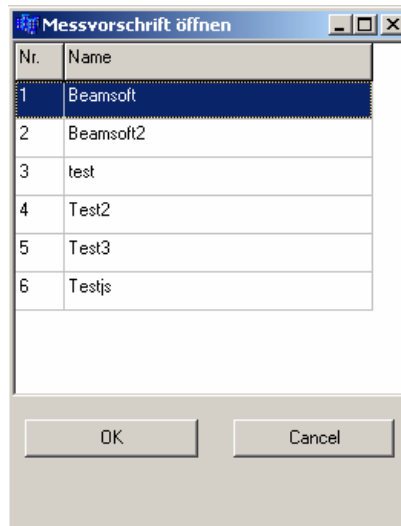 Messvorschrift öffnen
Nr. Name
1 Beamsoft
2 Beamsoft2
3 test
4 Test2
5 Test3
6 Testjs
OK Cancel